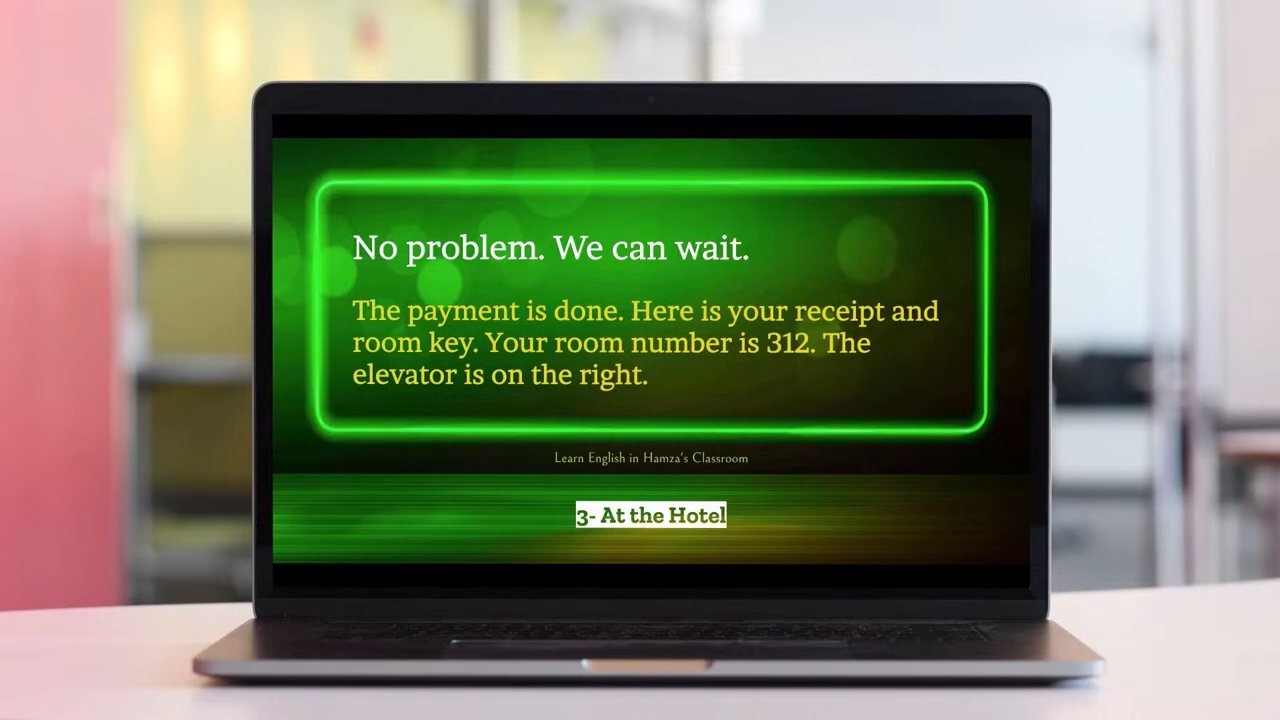 No problem. We can wait.
The payment is done. Here is your receipt and
room key. Your room number is 312. The
elevator is on the right.
Learn English in Hamza's Classroom
3- At the Hotel